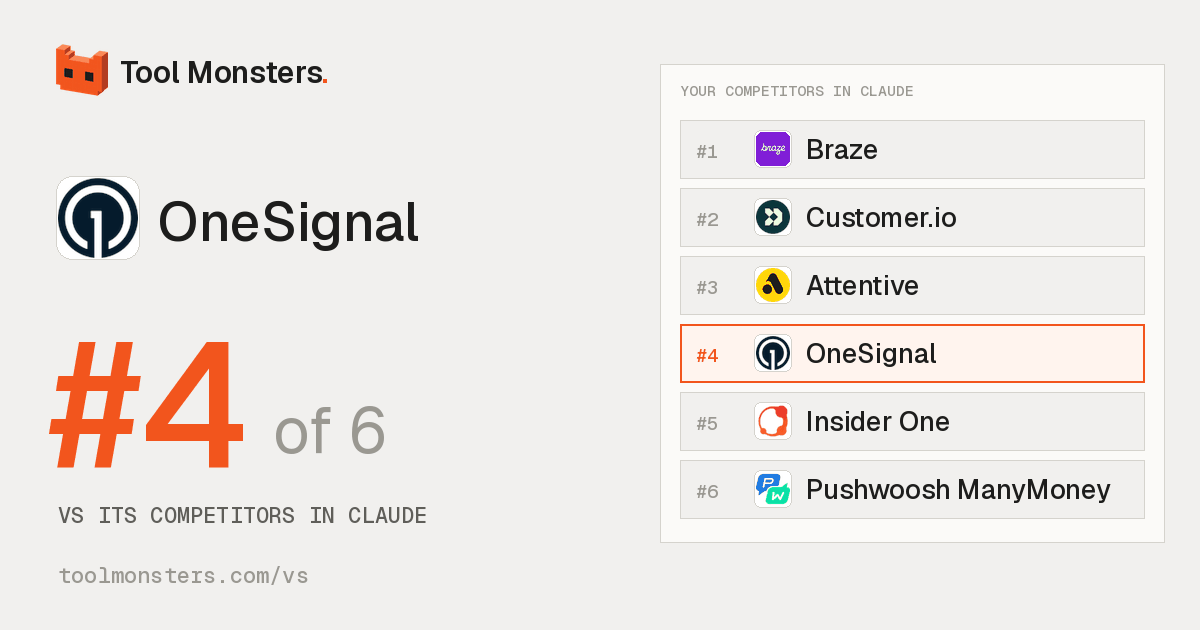 Tool Monsters.
OneSignal
#4 of 6
VS ITS COMPETITORS IN CLAUDE
toolmonsters.com/vs
YOUR COMPETITORS IN CLAUDE
#1 braze Braze
#2 Customer.io
#3 Attentive
#4 OneSignal
#5 Insider One
#6 P W Pushwoosh ManyMoney